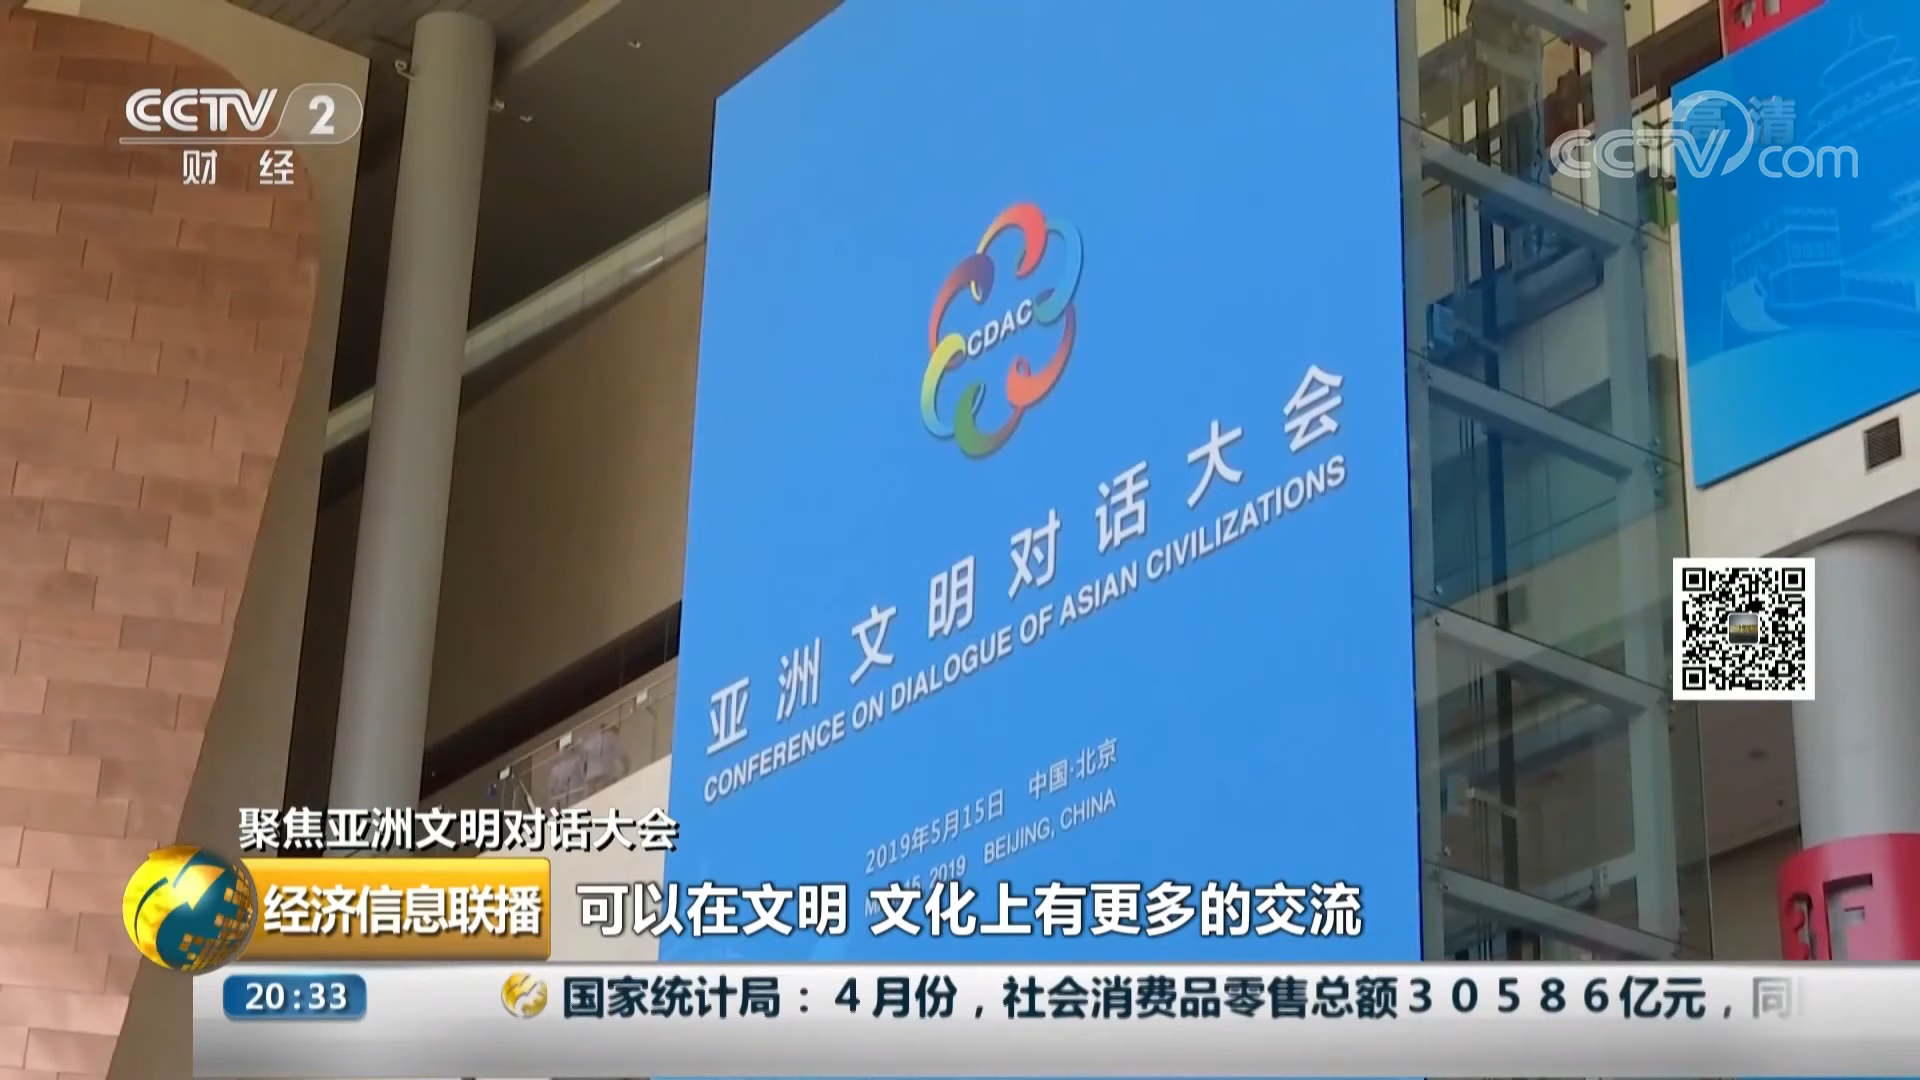 CCTV 2
财 经
高清
CCTV com
CDAC
亚洲文明对话大会
CONFERENCE ON DIALOGUE OF ASIAN CIVILIZATIONS
2019年5月15日 中国·北京
15, 2019 BEIJING, CHINA
聚焦亚洲文明对话大会
经济信息联播
可以在文明 文化上有更多的交流
20:33
国家统计局：4月份，社会消费品零售总额30586亿元，同
3F